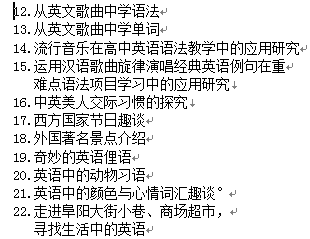 12. 从英文歌曲中学语法
13. 从英文歌曲中学单词
14. 流行音乐在高中英语语法教学中的应用研究
15. 运用汉语歌曲旋律演唱经典英语例句在重
难点语法项目学习中的应用研究
16. 中英美人交际习惯的探究
17. 西方国家节日趣谈
18. 外国著名景点介绍
19. 奇妙的英语俚语
20. 英语中的动物习语
21. 英语中的颜色与心情词汇趣谈°
22. 走进阜阳大街小巷、商场超市，
寻找生活中的英语